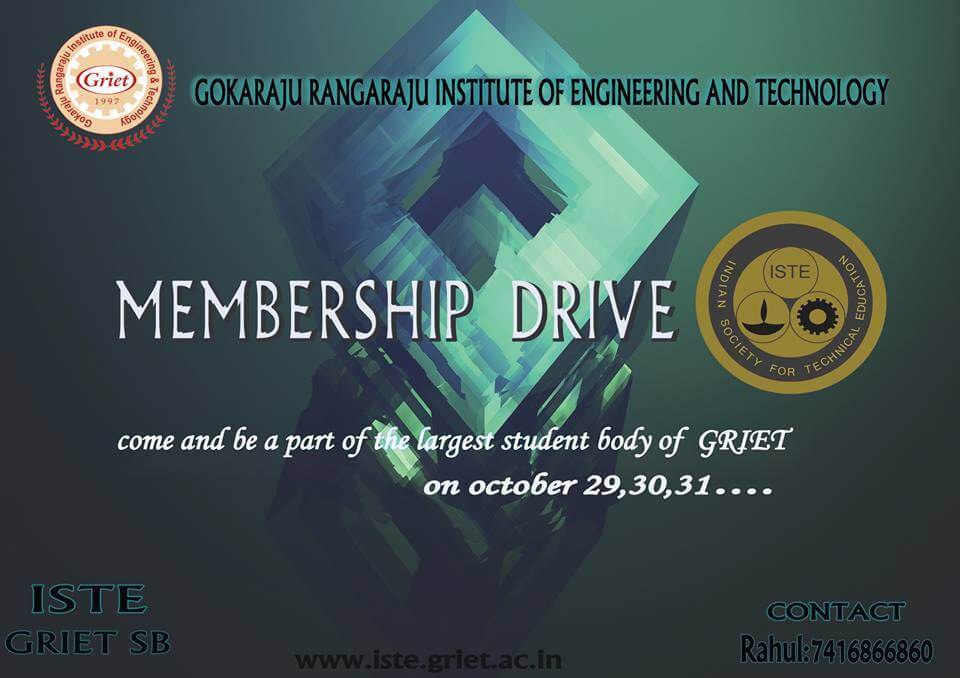 Gokaraju Rangaraju Institute of Engineering & Technology
Griet
1997
GOKARAJU RANGARAJU INSTITUTE OF ENGINEERING AND TECHNOLOGY
MEMBERSHIP DRIVE
ISTE
INDIAN SOCIETY FOR TECHNICAL EDUCATION
come and be a part of the largest student body of GRIET
on october 29,30,31....
ISTE
GRIET SB
CONTACT
Rahul:7416866860
www.iste.griet.ac.in